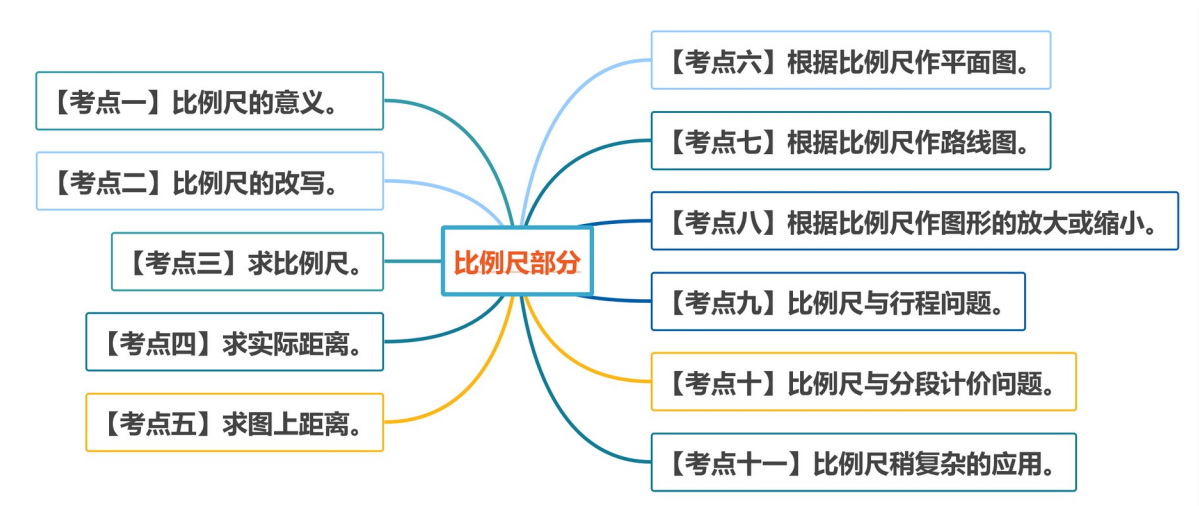 【考点一】比例尺的意义。
【考点二】比例尺的改写。
【考点三】求比例尺。
【考点四】求实际距离。
【考点五】求图上距离。
比例尺部分
【考点六】根据比例尺作平面图。
【考点七】根据比例尺作路线图。
【考点八】根据比例尺作图形的放大或缩小。
【考点九】比例尺与行程问题。
【考点十】比例尺与分段计价问题。
【考点十一】比例尺稍复杂的应用。